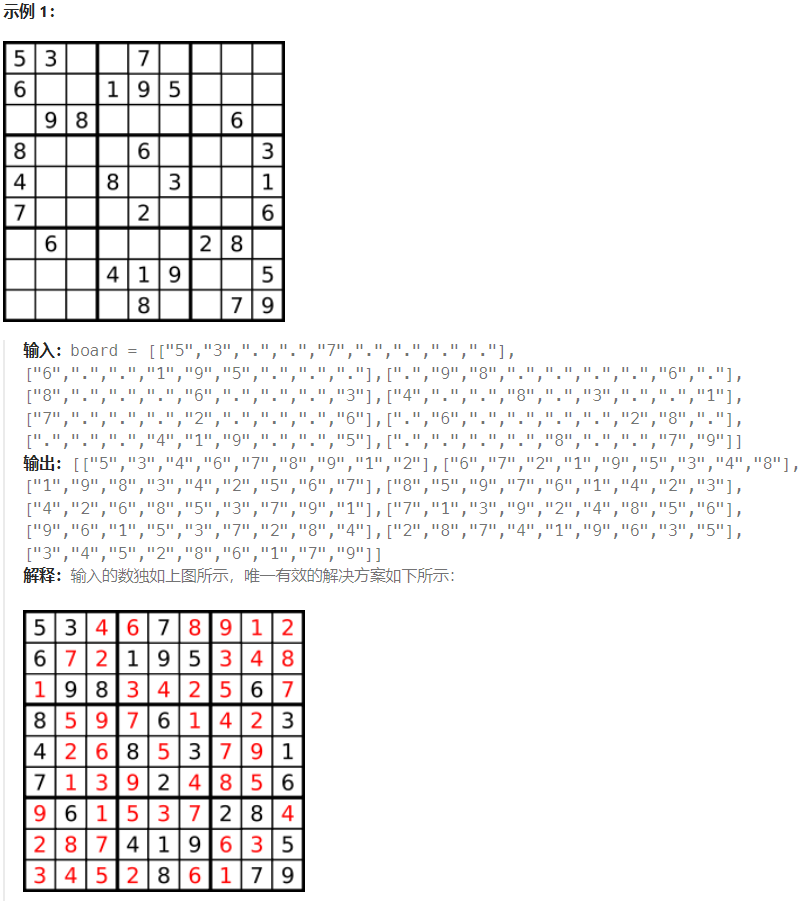 示例 1：
5 3 7
6 1 9 5
9 8 6
8 6 3
4 8 3 1
7 2 6
6 2 8
4 1 9 5
8 7 9
输入：board = [["5","3",".",".","7",".",".",".","."],
["6",".",".","1","9","5",".",".","."],[".","9","8",".",".",".",".","6","."],
["8",".",".",".","6",".",".",".","3"],["4",".",".","8",".","3",".",".","1"],
["7",".",".",".","2",".",".",".","6"],[".","6",".",".",".",".","2","8","."],
[".",".",".","4","1","9",".",".","5"],[".",".",".",".","8",".",".","7","9"]]
输出：[["5","3","4","6","7","8","9","1","2"],["6","7","2","1","9","5","3","4","8"],
["1","9","8","3","4","2","5","6","7"],["8","5","9","7","6","1","4","2","3"],
["4","2","6","8","5","3","7","9","1"],["7","1","3","9","2","4","8","5","6"],
["9","6","1","5","3","7","2","8","4"],["2","8","7","4","1","9","6","3","5"],
["3","4","5","2","8","6","1","7","9"]]
解释：输入的数独如上图所示，唯一有效的解决方案如下所示：
5 3 4 6 7 8 9 1 2
6 7 2 1 9 5 3 4 8
1 9 8 3 4 2 5 6 7
8 5 9 7 6 1 4 2 3
4 2 6 8 5 3 7 9 1
7 1 3 9 2 4 8 5 6
9 6 1 5 3 7 2 8 4
2 8 7 4 1 9 6 3 5
3 4 5 2 8 6 1 7 9